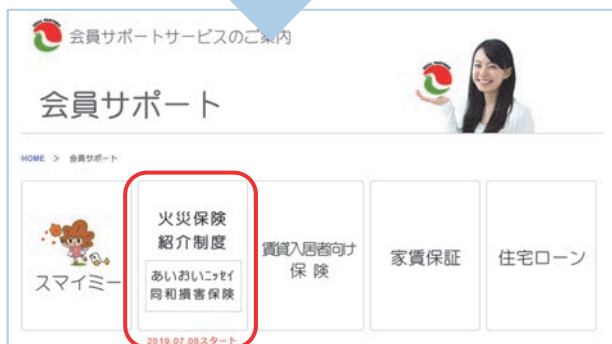 会員サポートサービスのご案内
会員サポート
HOME > 会員サポート
スマイミー
火災保険
紹介制度
あいおいニッセイ
同和損害保険
2019.07.08スタート
賃貸入居者向け
保険
家賃保証
住宅ローン